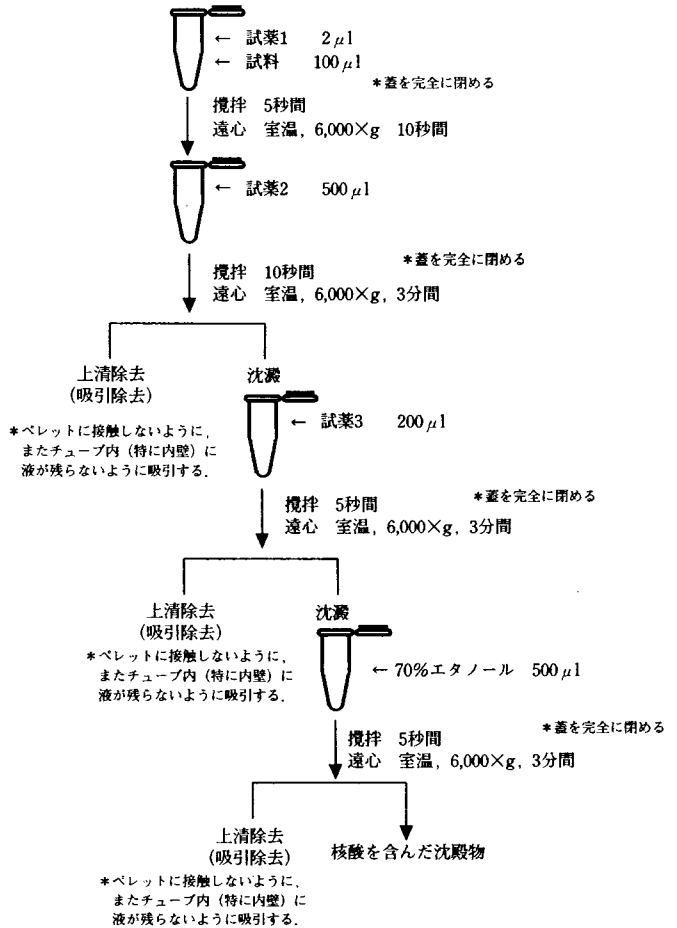 ← 試薬1 2μl
← 試料 100μl
＊蓋を完全に閉める
攪拌 5秒間
遠心 室温, 6,000×g 10秒間
← 試薬2 500μl
＊蓋を完全に閉める
攪拌 10秒間
遠心 室温, 6,000×g, 3分間
上清除去
(吸引除去)
沈澱
＊ペレットに接触しないように,
またチューブ内（特に内壁）に
液が残らないように吸引する.
← 試薬3 200μl
＊蓋を完全に閉める
攪拌 5秒間
遠心 室温, 6,000×g, 3分間
上清除去
(吸引除去)
沈澱
＊ペレットに接触しないように,
またチューブ内（特に内壁）に
液が残らないように吸引する.
← 70%エタノール 500μl
＊蓋を完全に閉める
攪拌 5秒間
遠心 室温, 6,000×g, 3分間
上清除去
(吸引除去)
核酸を含んだ沈殿物
＊ペレットに接触しないように,
またチューブ内（特に内壁）に
液が残らないように吸引する.